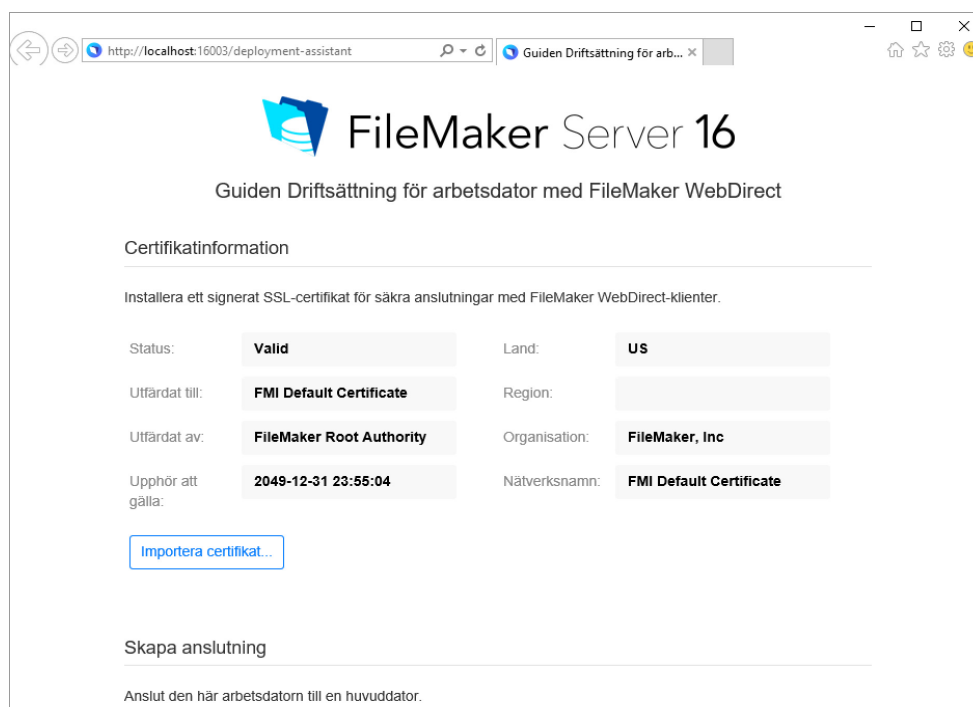 http://localhost:16003/deployment-assistant
Guiden Driftsättning för arb...
FileMaker Server 16
Guiden Driftsättning för arbetsdator med FileMaker WebDirect
Certifikatinformation
Installera ett signerat SSL-certifikat för säkra anslutningar med FileMaker WebDirect-klienter.
Status: Valid Land: US
Utfärdat till: FMI Default Certificate Region:
Utfärdat av: FileMaker Root Authority Organisation: FileMaker, Inc
Upphör att gälla: 2049-12-31 23:55:04 Nätverksnamn: FMI Default Certificate
Importera certifikat...
Skapa anslutning
Anslut den här arbetsdatorn till en huvuddator.